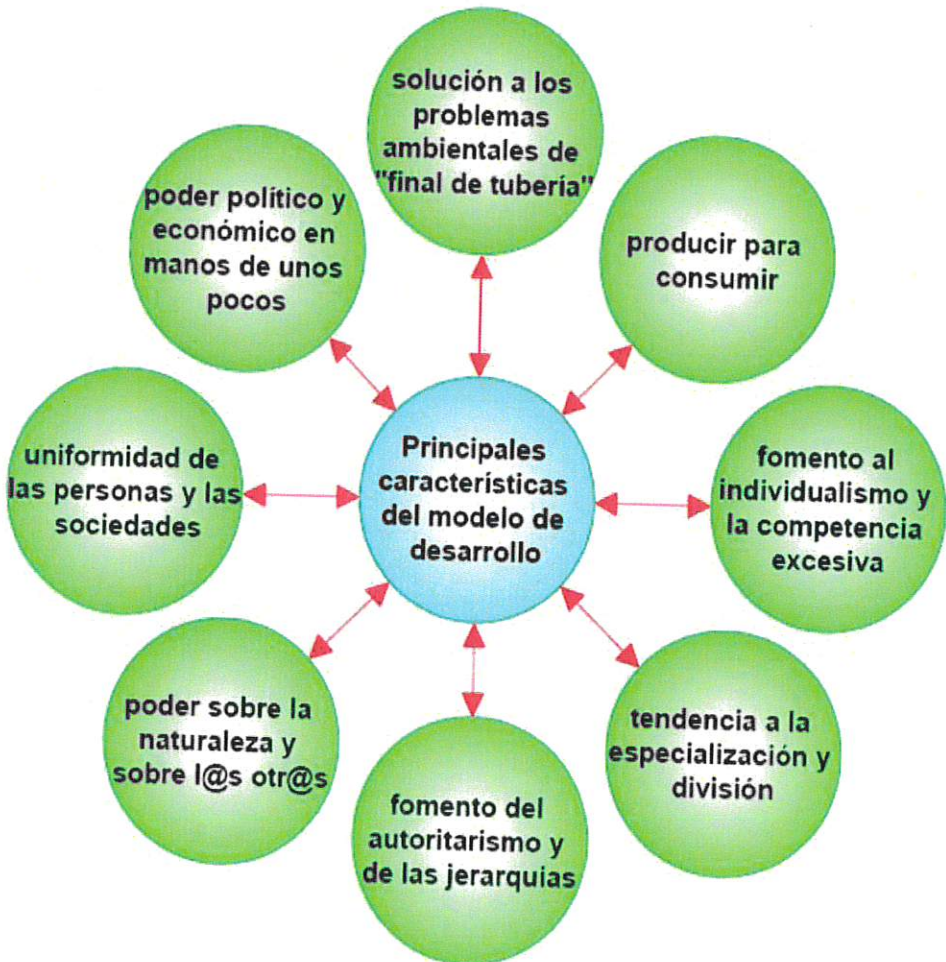 solución a los
problemas
ambientales de
"final de tubería"
producir para
consumir
fomento al
individualismo y
la competencia
excesiva
tendencia a la
especialización y
división
fomento del
autoritarismo y
de las jerarquias
poder sobre la
naturaleza y
sobre l@s otr@s
uniformidad de
las personas y las
sociedades
poder político y
económico en
manos de unos
pocos
Principales
características
del modelo de
desarrollo